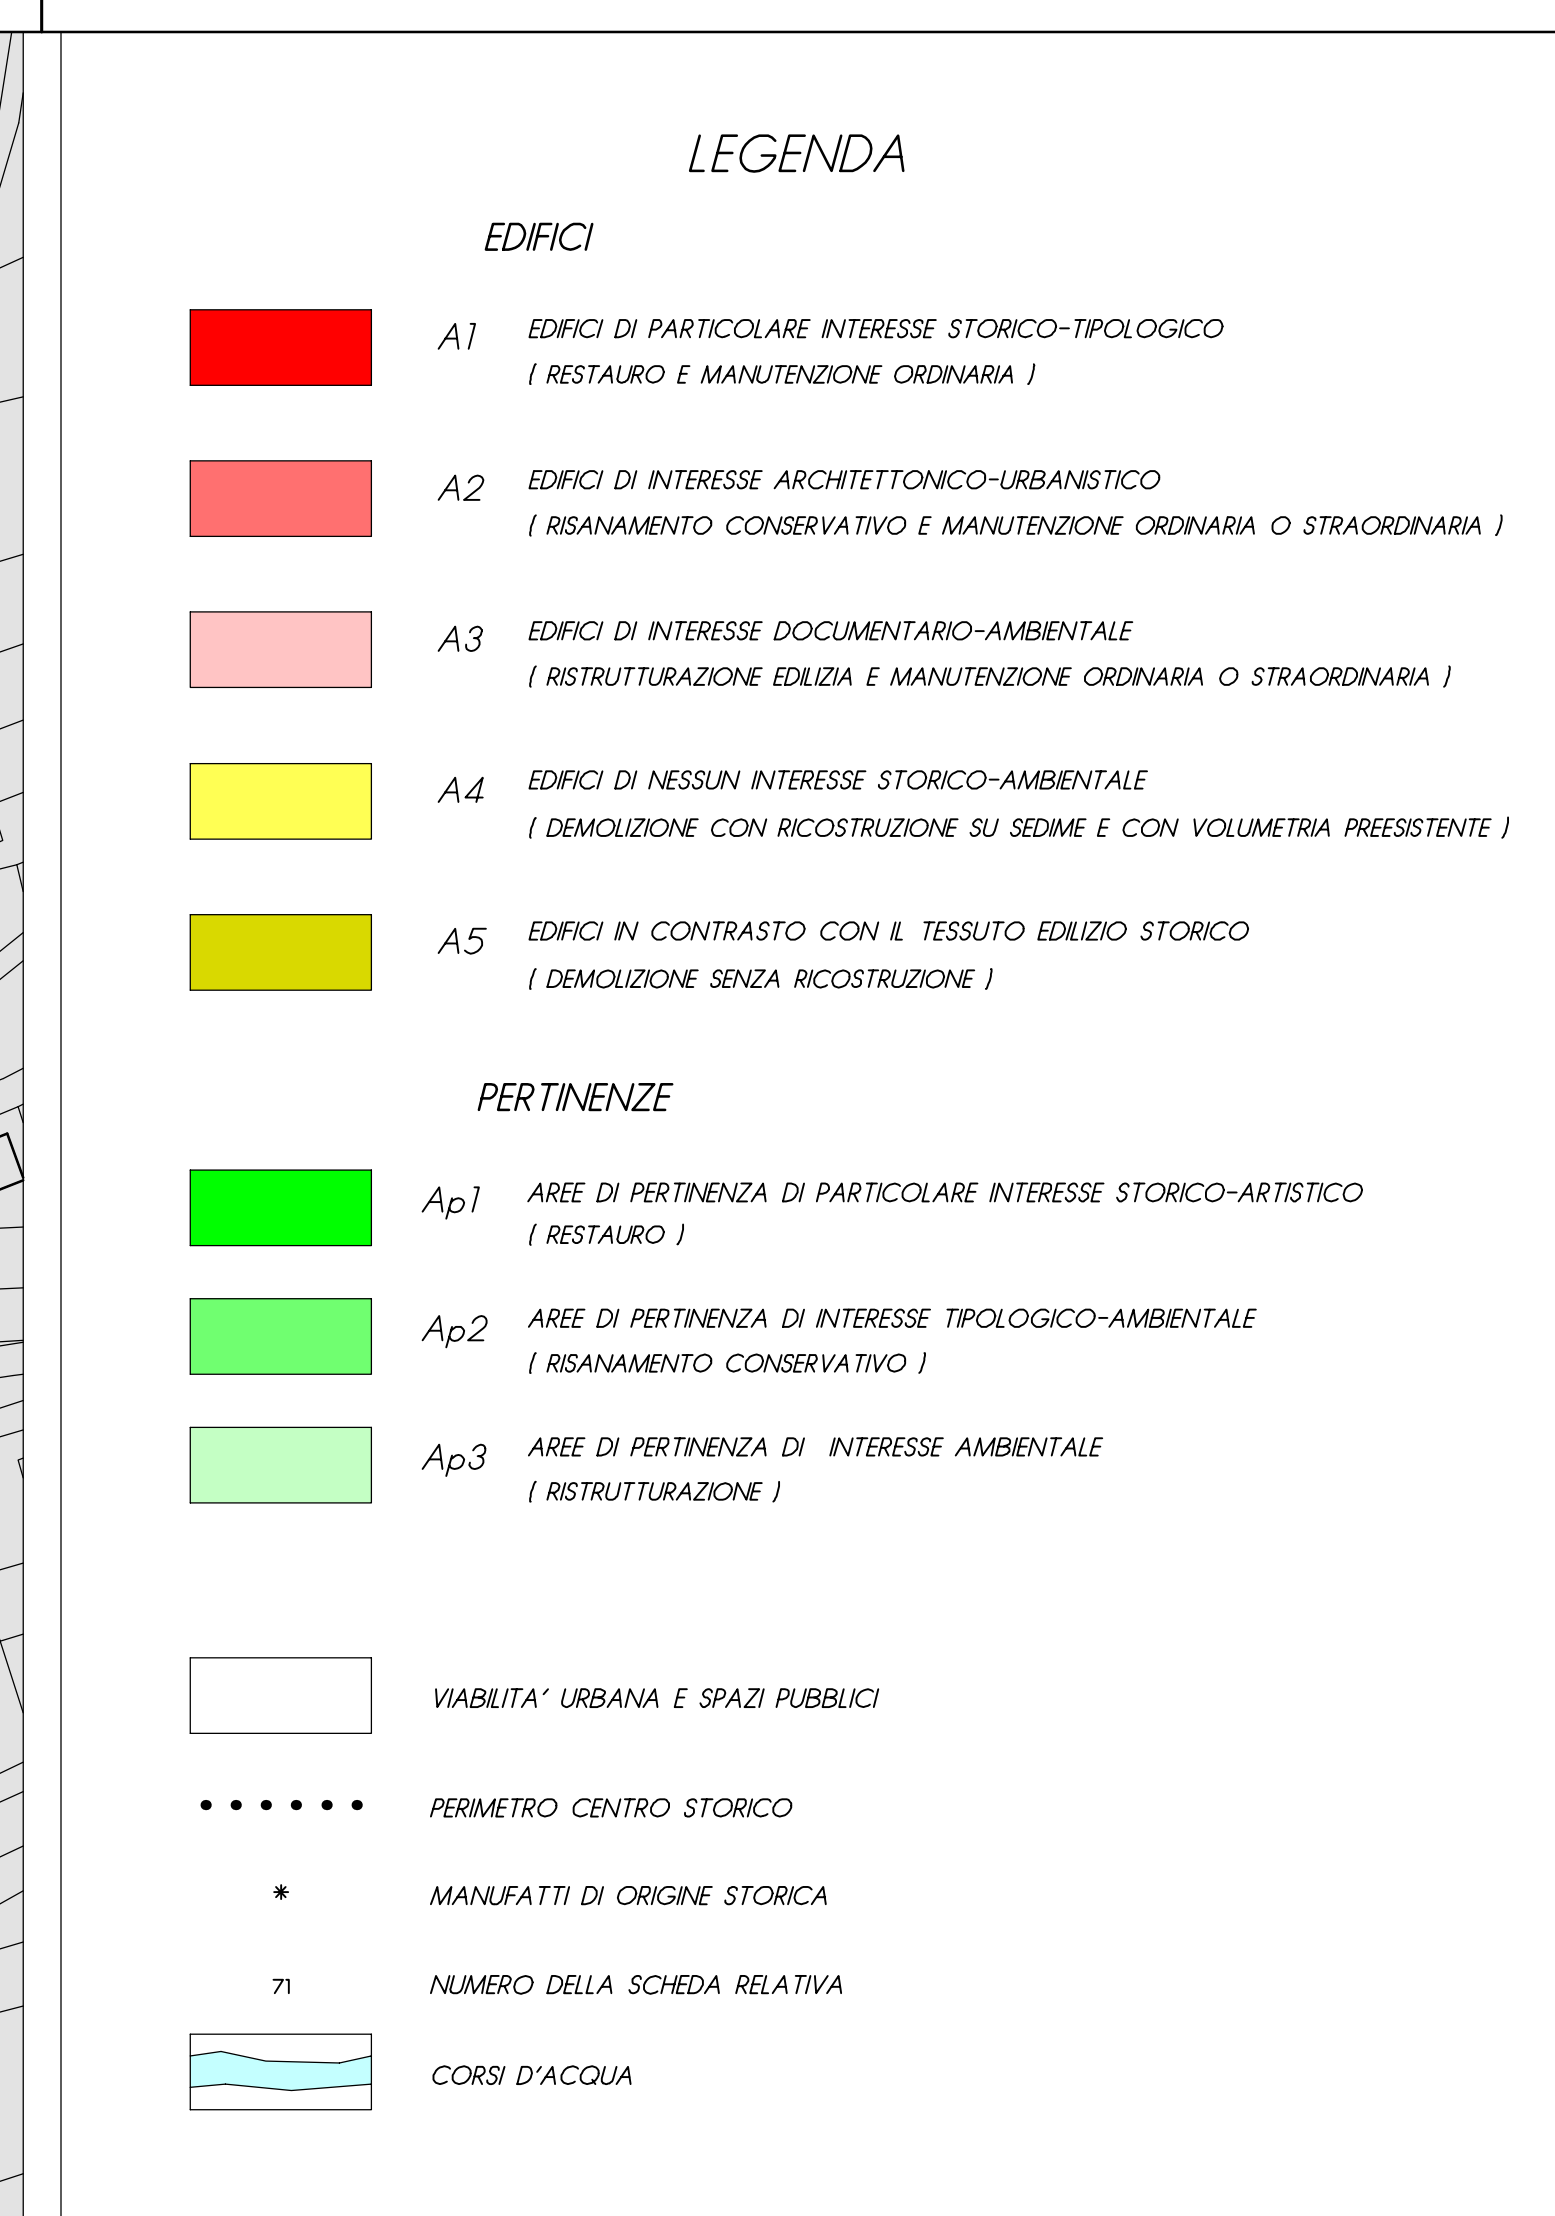 LEGENDA
EDIFICI
A1 EDIFICI DI PARTICOLARE INTERESSE STORICO-TIPOLOGICO
( RESTAURO E MANUTENZIONE ORDINARIA )
A2 EDIFICI DI INTERESSE ARCHITETTONICO-URBANISTICO
( RISANAMENTO CONSERVATIVO E MANUTENZIONE ORDINARIA O STRAORDINARIA )
A3 EDIFICI DI INTERESSE DOCUMENTARIO-AMBIENTALE
( RISTRUTTURAZIONE EDILIZIA E MANUTENZIONE ORDINARIA O STRAORDINARIA )
A4 EDIFICI DI NESSUN INTERESSE STORICO-AMBIENTALE
( DEMOLIZIONE CON RICOSTRUZIONE SU SEDIME E CON VOLUMETRIA PREESISTENTE )
A5 EDIFICI IN CONTRASTO CON IL TESSUTO EDILIZIO STORICO
( DEMOLIZIONE SENZA RICOSTRUZIONE )
PERTINENZE
Ap1 AREE DI PERTINENZA DI PARTICOLARE INTERESSE STORICO-ARTISTICO
( RESTAURO )
Ap2 AREE DI PERTINENZA DI INTERESSE TIPOLOGICO-AMBIENTALE
( RISANAMENTO CONSERVATIVO )
Ap3 AREE DI PERTINENZA DI INTERESSE AMBIENTALE
( RISTRUTTURAZIONE )
VIABILITA' URBANA E SPAZI PUBBLICI
PERIMETRO CENTRO STORICO
* MANUFATTI DI ORIGINE STORICA
71 NUMERO DELLA SCHEDA RELATIVA
CORSI D'ACQUA